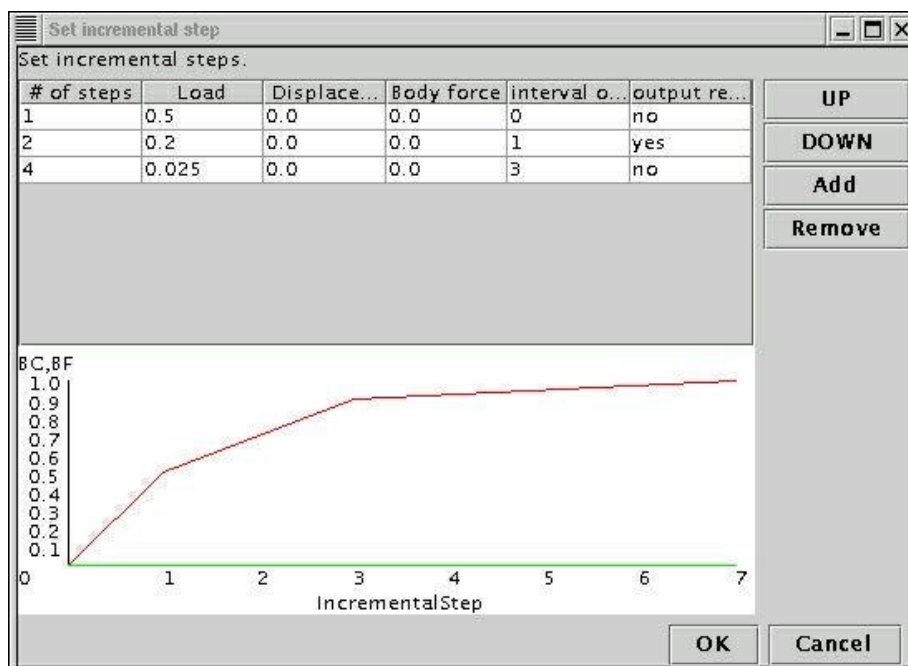 Set incremental step
Set incremental steps.
# of steps Load Displace... Body force interval o... output re...
1 0.5 0.0 0.0 0 no
2 0.2 0.0 0.0 1 yes
4 0.025 0.0 0.0 3 no
UP
DOWN
Add
Remove
BC,BF
1.0
0.9
0.8
0.7
0.6
0.5
0.4
0.3
0.2
0.1
0 1 2 3 4 5 6 7
IncrementalStep
OK Cancel